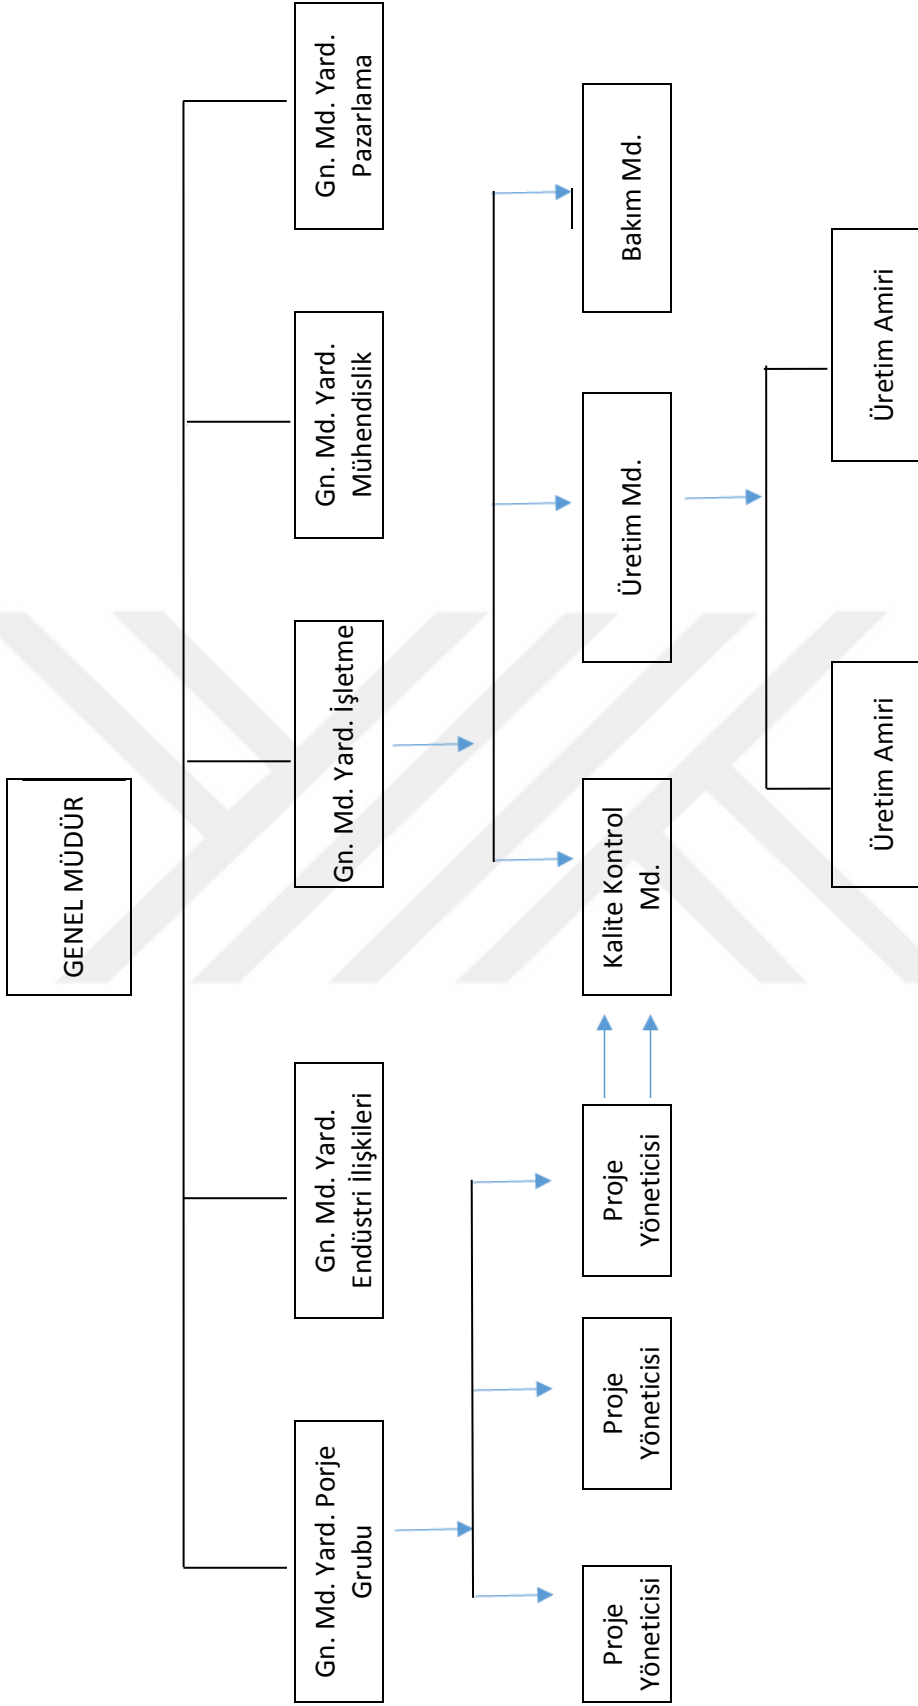 GENEL MÜDÜR
Gn. Md. Yard. Porje
Grubu
Gn. Md. Yard.
Endüstri İlişkileri
Gn. Md. Yard. İşletme
Gn. Md. Yard.
Mühendislik
Gn. Md. Yard.
Pazarlama
Proje
Yöneticisi
Proje
Yöneticisi
Proje
Yöneticisi
Kalite Kontrol
Md.
Üretim Md.
Bakım Md.
Üretim Amiri
Üretim Amiri